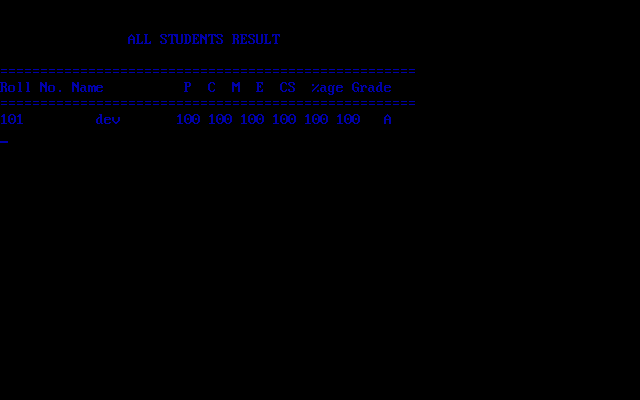 ALL STUDENTS RESULT
====================================================
Roll No. Name P C M E CS %age Grade
====================================================
101 dev 100 100 100 100 100 100 A